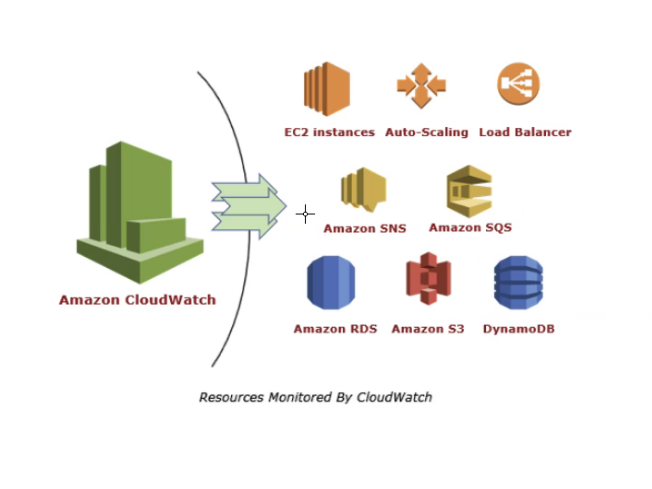 EC2 instances Auto-Scaling Load Balancer
Amazon SNS Amazon SQS
Amazon CloudWatch
Amazon RDS Amazon S3 DynamoDB
Resources Monitored By CloudWatch